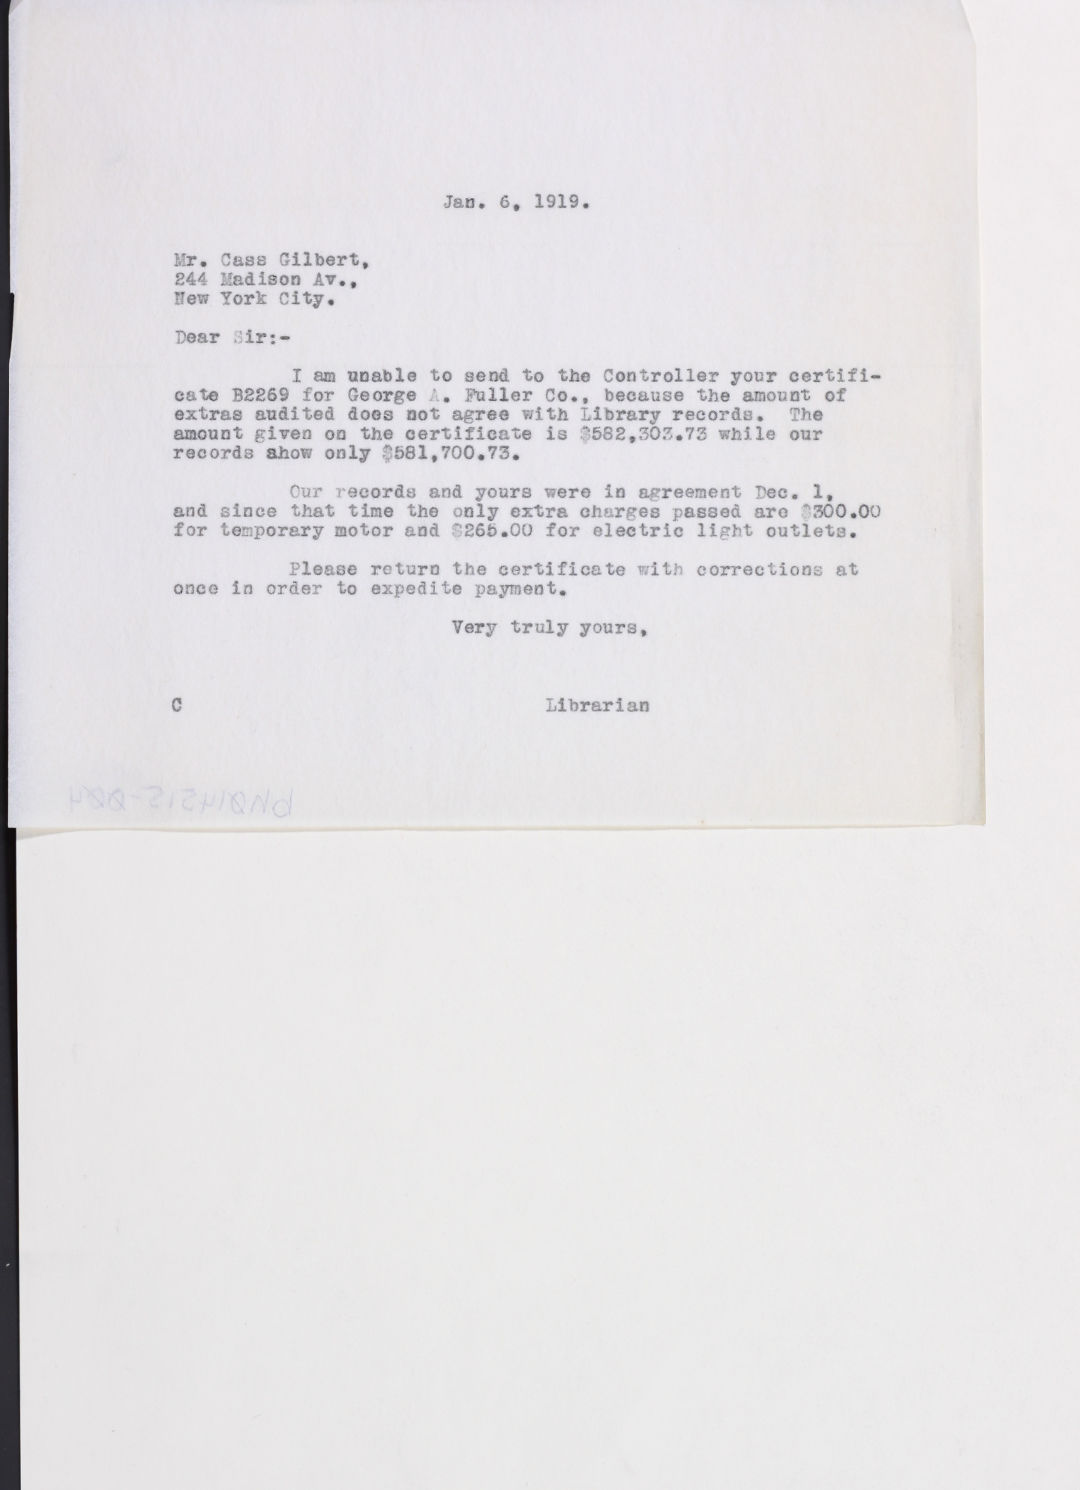 Jan. 6, 1919.
Mr. Cass Gilbert,
244 Madison Av.,
New York City.
Dear Sir:-
I am unable to send to the Controller your certifi-
cate B2269 for George A. Fuller Co., because the amount of
extras audited does not agree with Library records. The
amount given on the certificate is $582,303.73 while our
records ahow only $581,700.73.
Our records and yours were in agreement Dec. 1,
and since that time the only extra charges passed are $300.00
for temporary motor and $265.00 for electric light outlets.
Please return the certificate with corrections at
once in order to expedite payment.
Very truly yours,
C Librarian